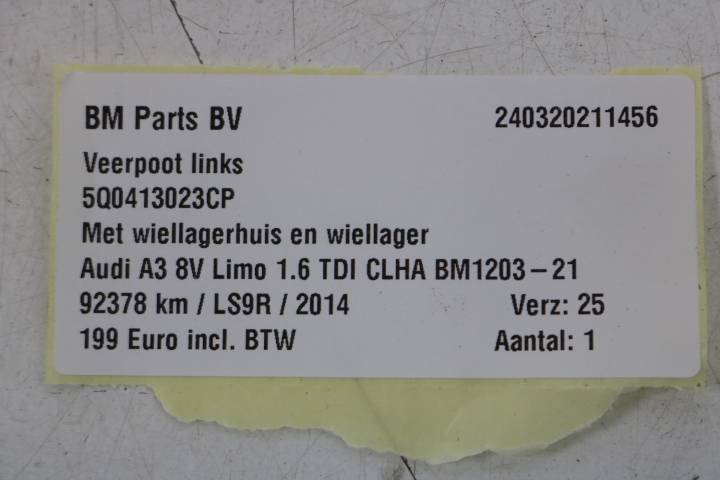 BM Parts BV 240320211456
Veerpoot links
5Q0413023CP
Met wiellagerhuis en wiellager
Audi A3 8V Limo 1.6 TDI CLHA BM1203-21
92378 km / LS9R / 2014 Verz: 25
199 Euro incl. BTW Aantal: 1